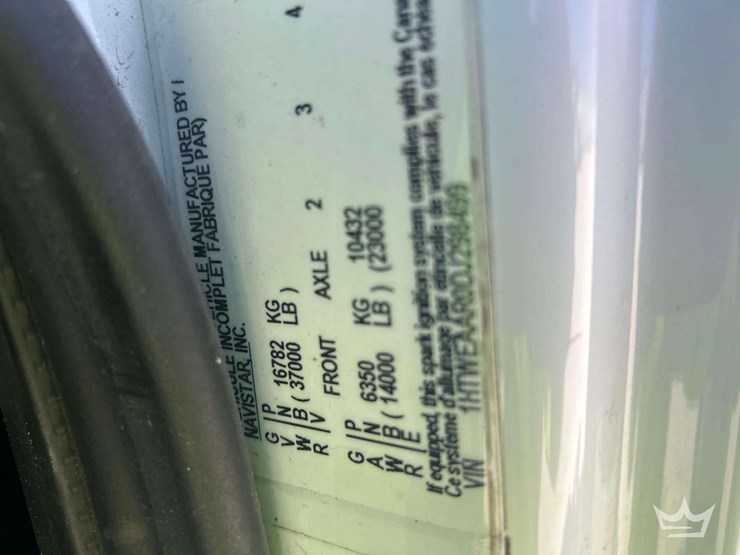 HICLE MANUFACTURED BY I
INCOMPLET FABRIQUE PAR)
NAVISTAR, INC.
G P 16782 KG
V N
W B ( 37000 LB )
R V FRONT AXLE 2 3 4
G P 6350 KG 10432
A N
W B ( 14000 LB ) (23000
R E
If equipped, this spark ignition system complies with the Cana
Ce système d'allumage par étincelle de véhicule, le cas échéa
VIN